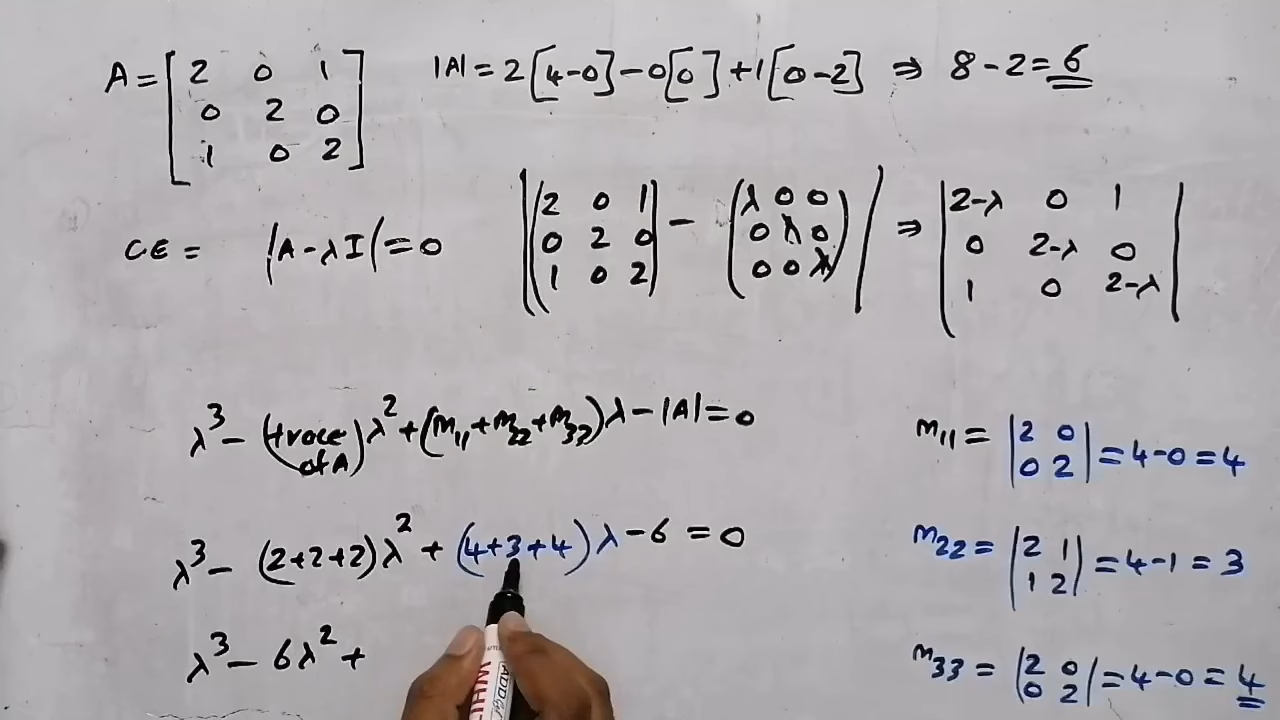 A = [2 0 1
0 2 0
1 0 2]
|A| = 2[4-0] - 0[0] + 1[0-2] ⇒ 8-2 = 6
CE = |A-λI| = 0
|(2 0 1
0 2 0
1 0 2) - (λ 0 0
0 λ 0
0 0 λ)| ⇒ |2-λ 0 1
0 2-λ 0
1 0 2-λ|
λ³ - (trace of A)λ² + (M₁₁+M₂₂+M₃₃)λ - |A| = 0
λ³ - (2+2+2)λ² + (4+3+4)λ - 6 = 0
λ³ - 6λ² +
M₁₁ = |2 0
0 2| = 4-0 = 4
M₂₂ = |2 1
1 2| = 4-1 = 3
M₃₃ = |2 0
0 2| = 4-0 = 4